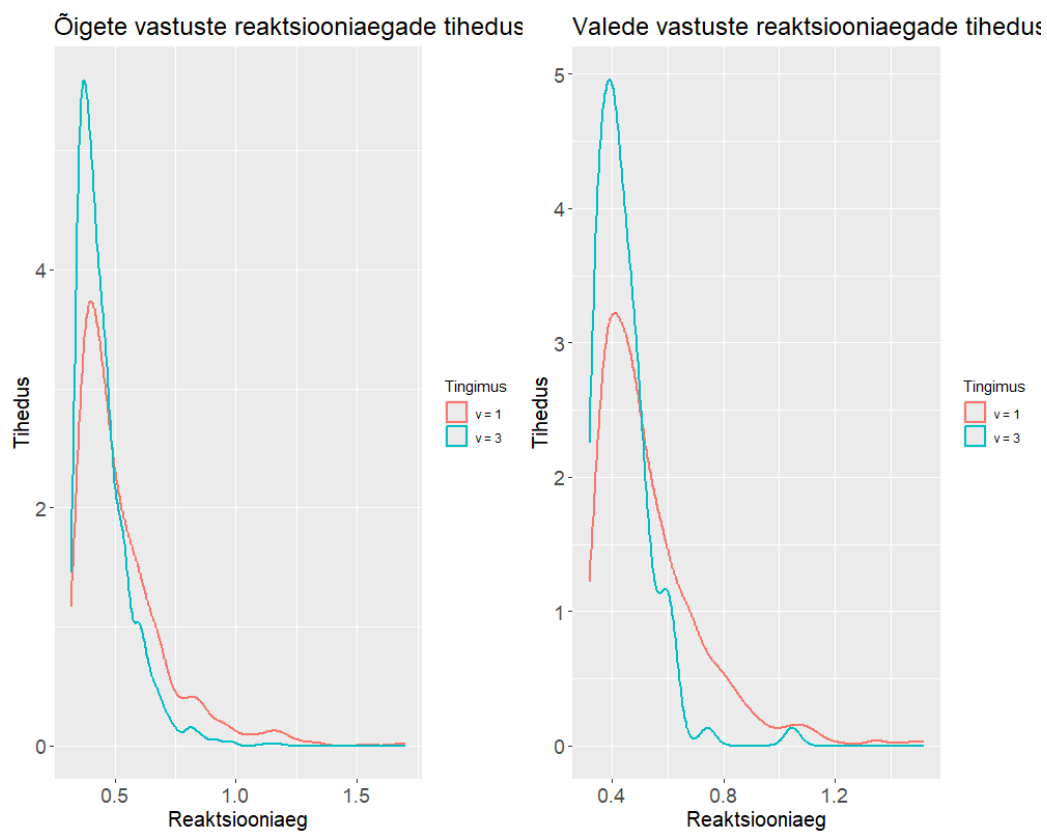 Õigete vastuste reaktsiooniaegade tihedus
4
2
0
Tihedus
0.5 1.0 1.5
Reaktsiooniaeg
Tingimus
v = 1
v = 3
Valede vastuste reaktsiooniaegade tihedus
5
4
3
2
1
0
Tihedus
0.4 0.8 1.2
Reaktsiooniaeg
Tingimus
v = 1
v = 3